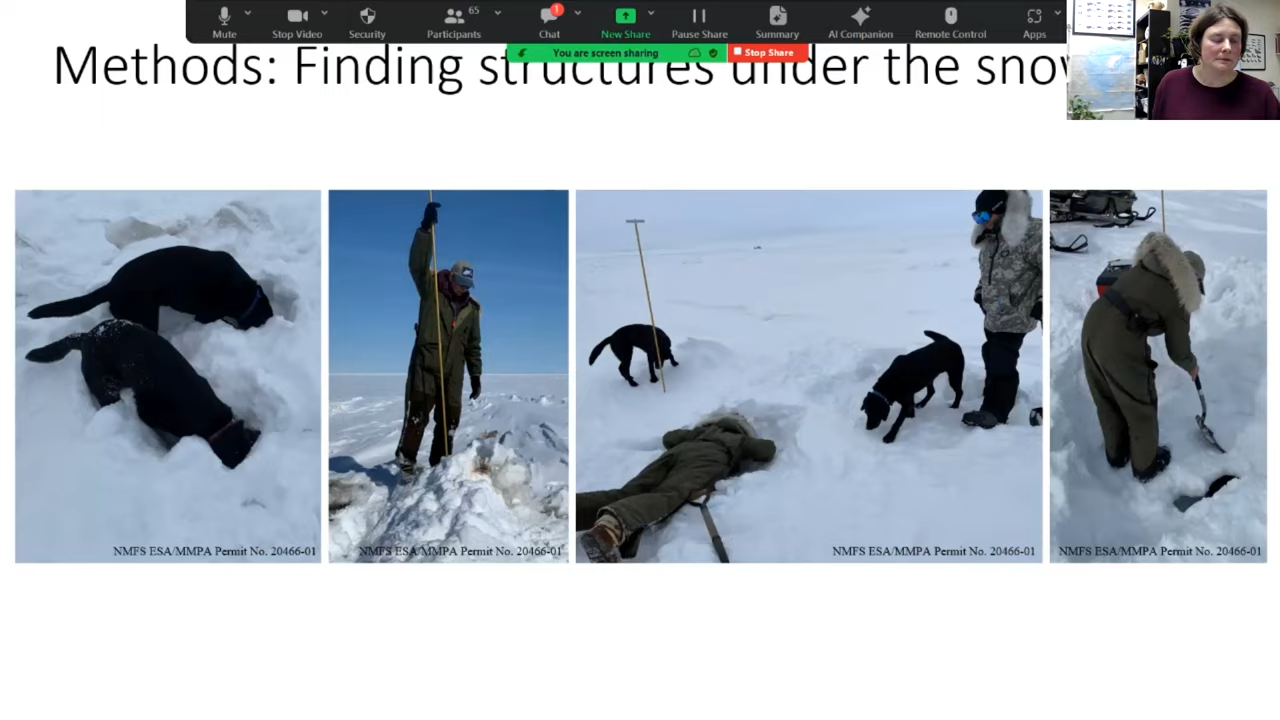 65
1
Mute
Stop Video
Security
Participants
Chat
New Share
Pause Share
Summary
AI Companion
Remote Control
Apps
You are screen sharing
Stop Share
Methods: Finding structures under the snow
NMFS ESA/MMPA Permit No. 20466-01
NMFS ESA/MMPA Permit No. 20466-01
NMFS ESA/MMPA Permit No. 20466-01
NMFS ESA/MMPA Permit No. 20466-01